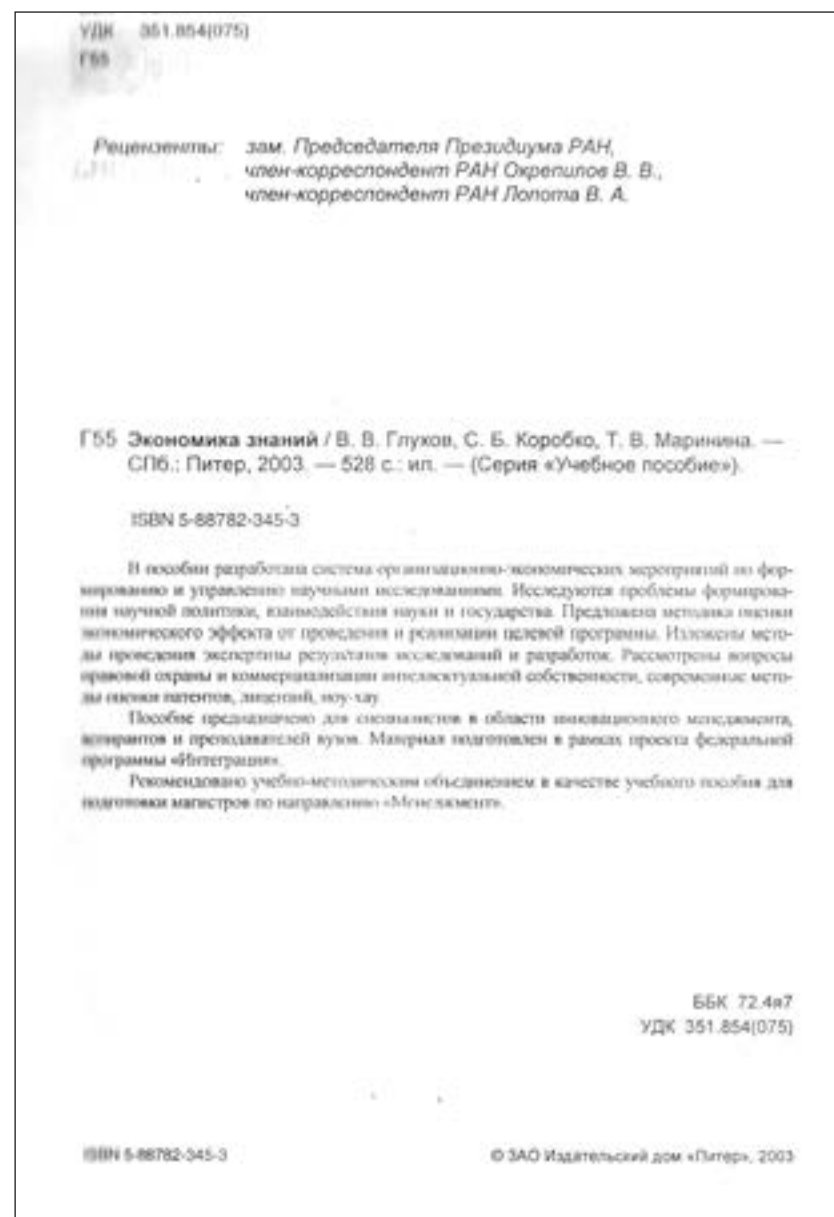 УДК 351.854(075)
Г55
Рецензенты: зам. Председателя Президиума РАН,
член-корреспондент РАН Окрепилов В. В.,
член-корреспондент РАН Лопота В. А.
Г55 Экономика знаний / В. В. Глухов, С. Б. Коробко, Т. В. Маринина. —
СПб.: Питер, 2003. — 528 с.: ил. — (Серия «Учебное пособие»).
ISBN 5-88782-345-3
В пособии разработана система организационно-экономических мероприятий по фор-
мированию и управлению научными исследованиями. Исследуются проблемы формирова-
ния научной политики, взаимодействия науки и государства. Предложена методика оценки
экономического эффекта от проведения и реализации целевой программы. Изложены мето-
ды проведения экспертизы результатов исследований и разработок. Рассмотрены вопросы
правовой охраны и коммерциализации интеллектуальной собственности, современные мето-
ды оценки патентов, лицензий, ноу-хау.
Пособие предназначено для специалистов в области инновационного менеджмента,
аспирантов и преподавателей вузов. Материал подготовлен в рамках проекта федеральной
программы «Интеграция».
Рекомендовано учебно-методическим объединением в качестве учебного пособия для
подготовки магистров по направлению «Менеджмент».
ББК 72.4я7
УДК 351.854(075)
ISBN 5-88782-345-3 © ЗАО Издательский дом «Питер», 2003